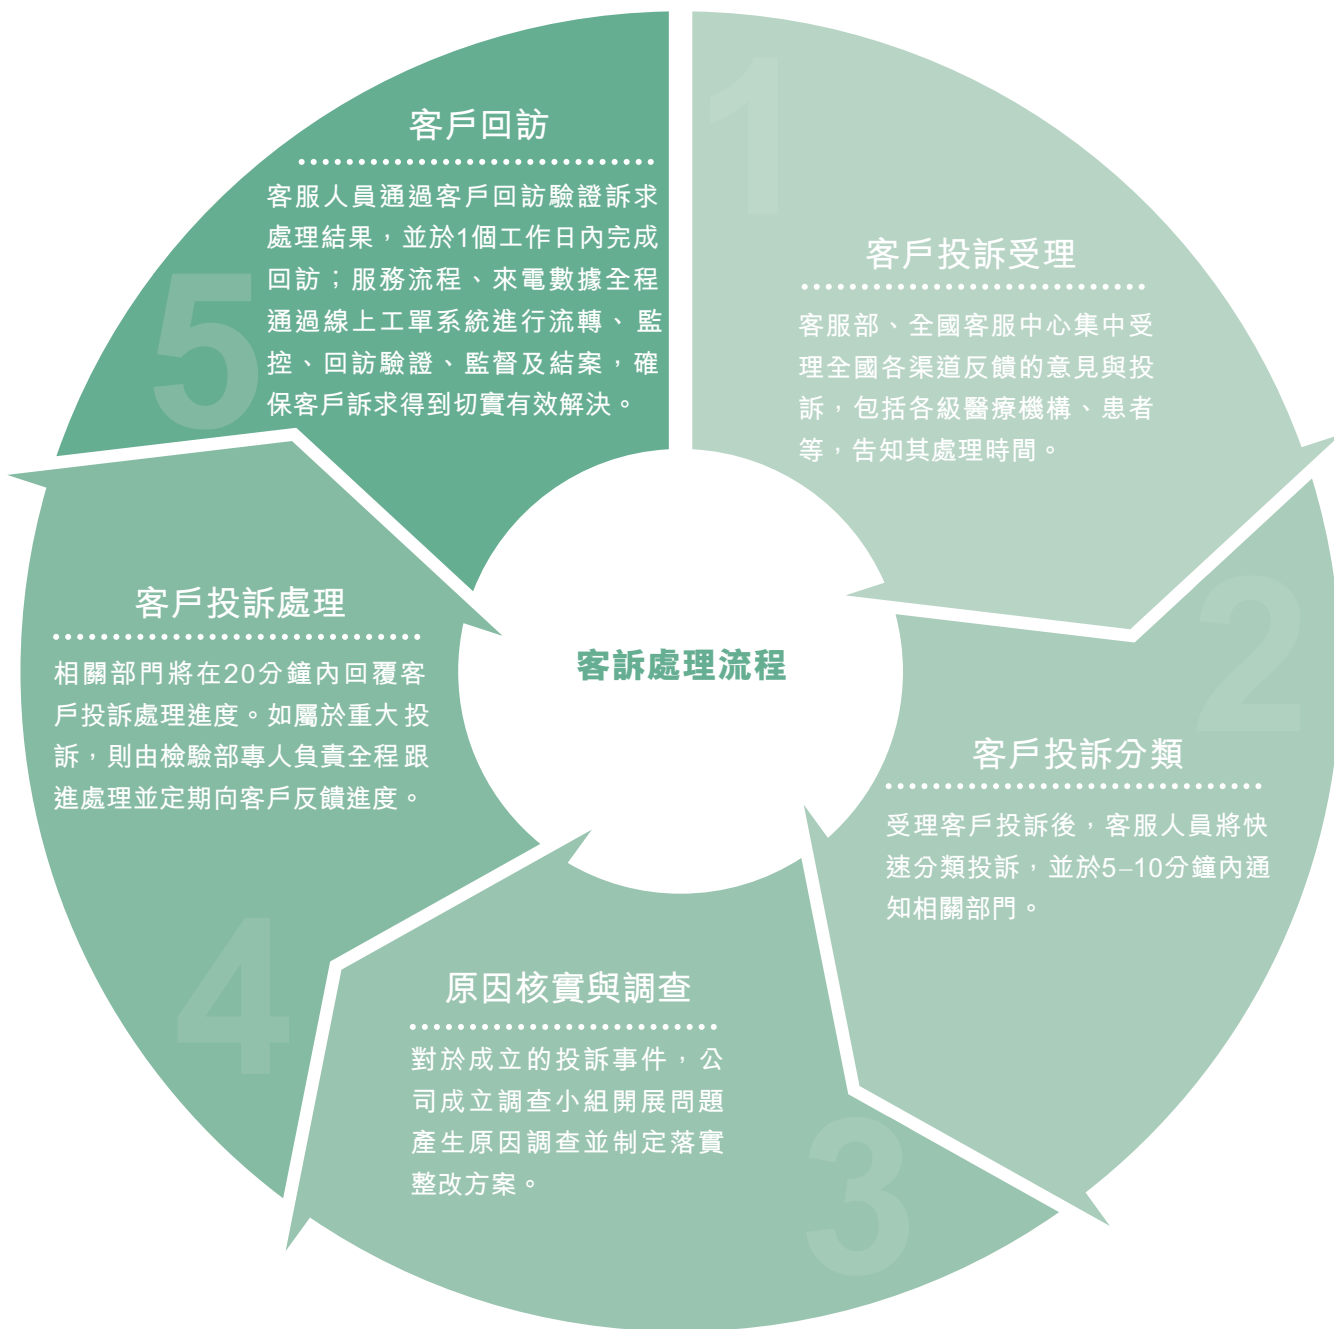 客訴處理流程
1
客戶投訴受理
客服部、全國客服中心集中受
理全國各渠道反饋的意見與投
訴，包括各級醫療機構、患者
等，告知其處理時間。
2
客戶投訴分類
受理客戶投訴後，客服人員將快
速分類投訴，並於5–10分鐘內通
知相關部門。
3
原因核實與調查
對於成立的投訴事件，公
司成立調查小組開展問題
產生原因調查並制定落實
整改方案。
4
客戶投訴處理
相關部門將在20分鐘內回覆客
戶投訴處理進度。如屬於重大投
訴，則由檢驗部專人負責全程跟
進處理並定期向客戶反饋進度。
5
客戶回訪
客服人員通過客戶回訪驗證訴求
處理結果，並於1個工作日內完成
回訪；服務流程、來電數據全程
通過線上工單系統進行流轉、監
控、回訪驗證、監督及結案，確
保客戶訴求得到切實有效解決。